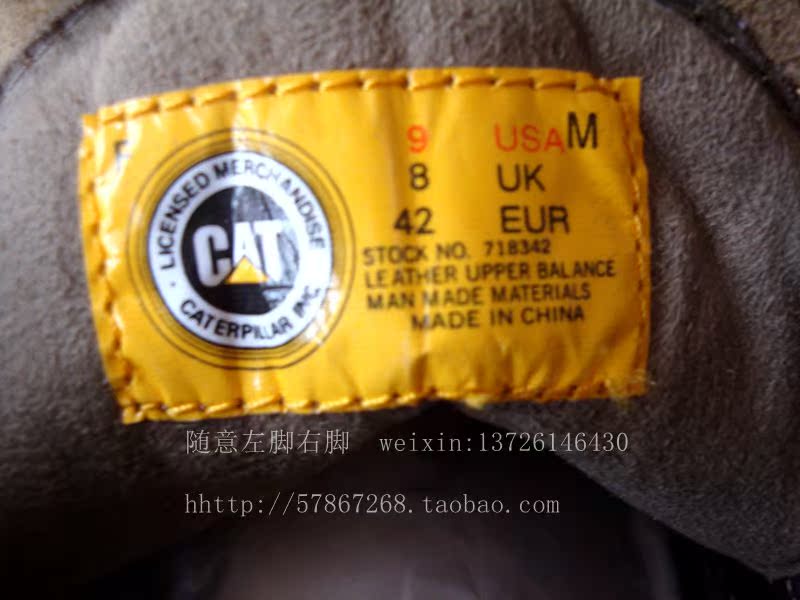 LICENSED MERCHANDISE
CAT
CATERPILLAR INC.
9 USA M
8 UK
42 EUR
STOCK NO. 718342
LEATHER UPPER BALANCE
MAN MADE MATERIALS
MADE IN CHINA
随意左脚右脚 weixin:13726146430
hhttp://57867268.taobao.com